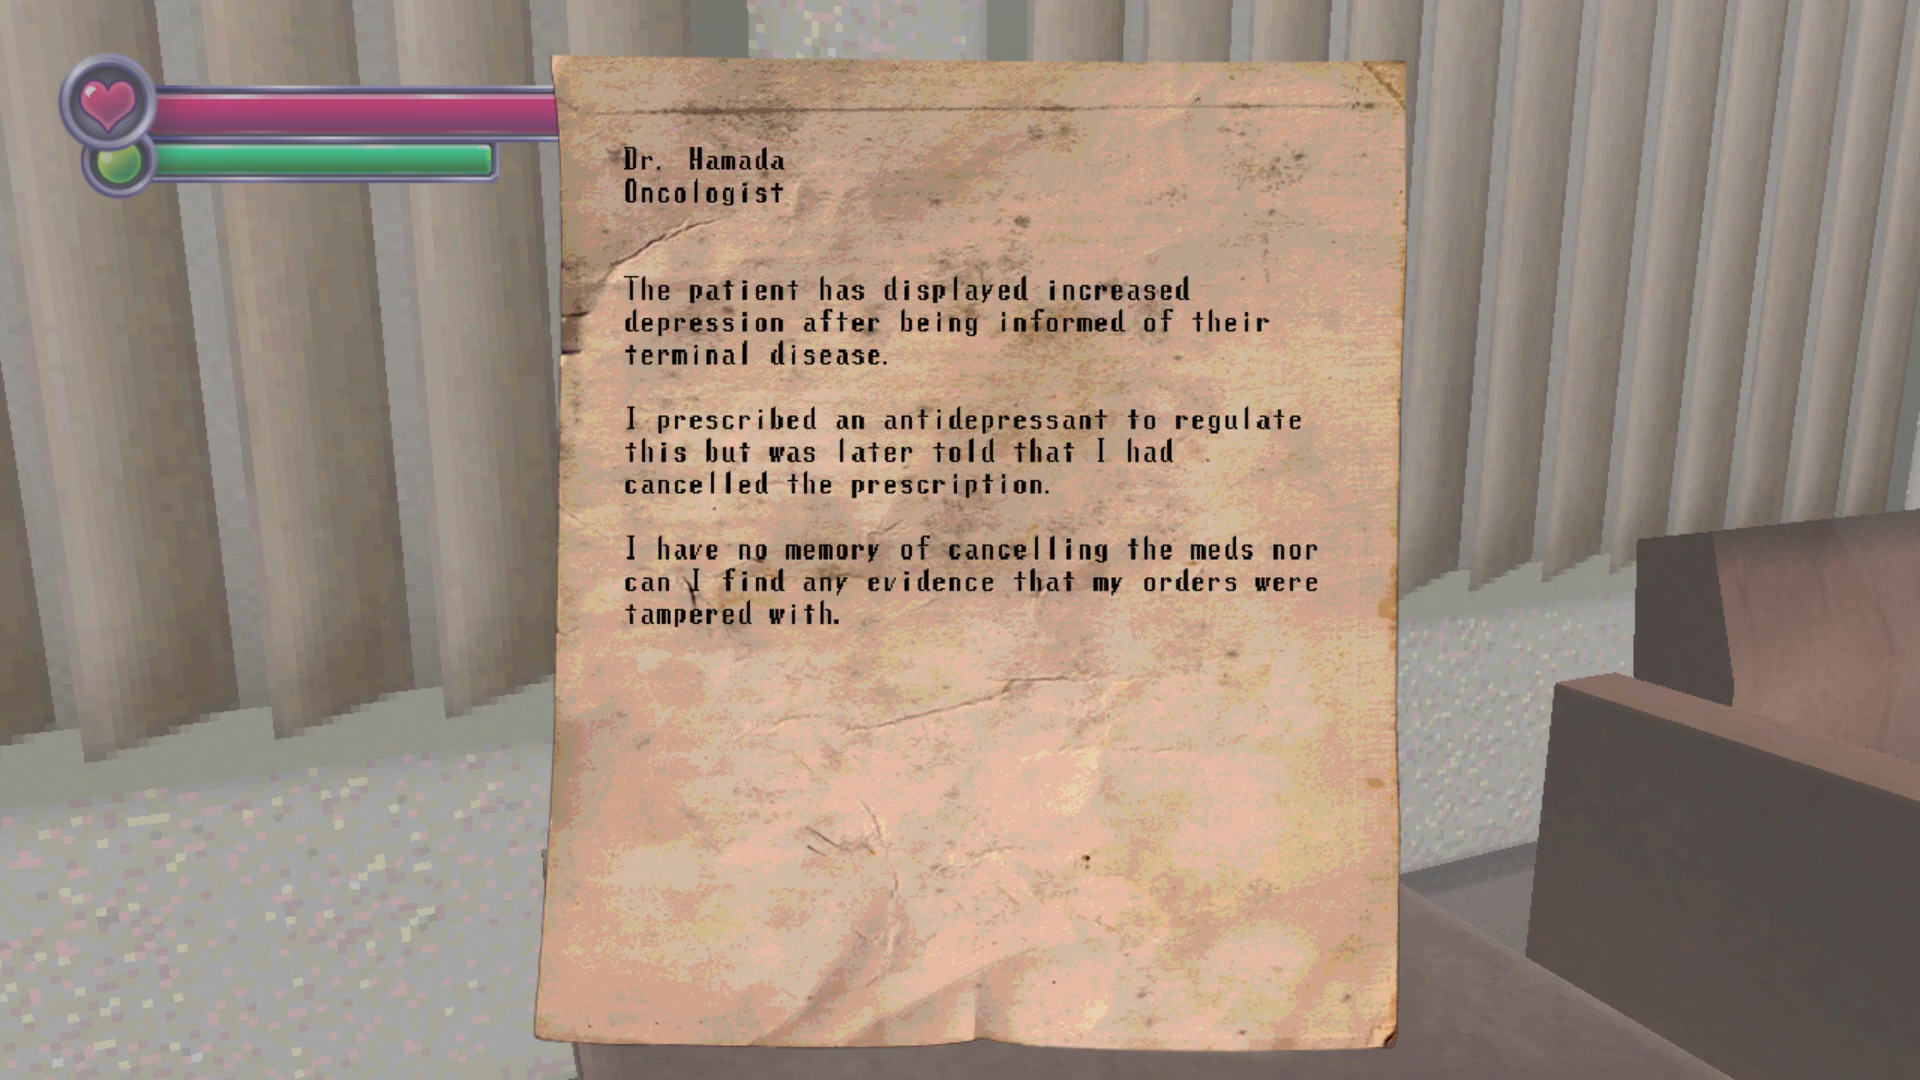 Dr. Hamada
Oncologist
The patient has displayed increased
depression after being informed of their
terminal disease.
I prescribed an antidepressant to regulate
this but was later told that I had
cancelled the prescription.
I have no memory of cancelling the meds nor
can I find any evidence that my orders were
tampered with.